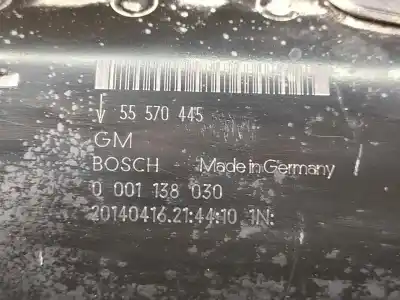 55 570 445
GM
BOSCH Made in Germany
0 001 138 030
20140416.21:44:10 1N: